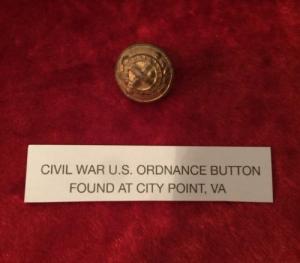 CIVIL WAR U.S. ORDNANCE BUTTON
FOUND AT CITY POINT, VA